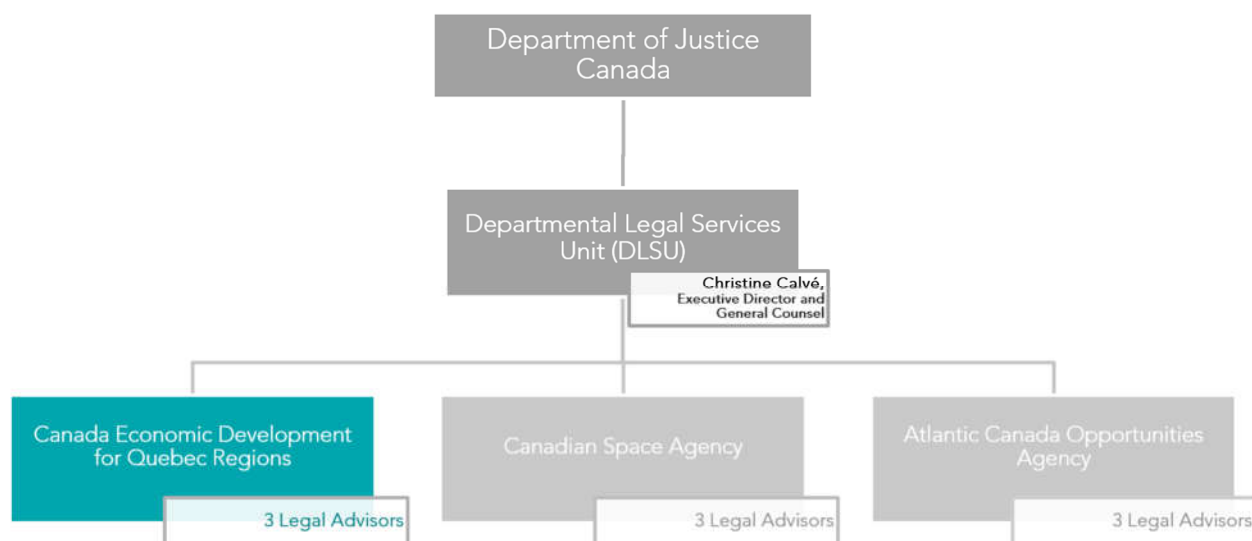 Department of Justice
Canada
Departmental Legal Services
Unit (DLSU)
Christine Calvé,
Executive Director and
General Counsel
Canada Economic Development
for Quebec Regions
3 Legal Advisors
Canadian Space Agency
3 Legal Advisors
Atlantic Canada Opportunities
Agency
3 Legal Advisors